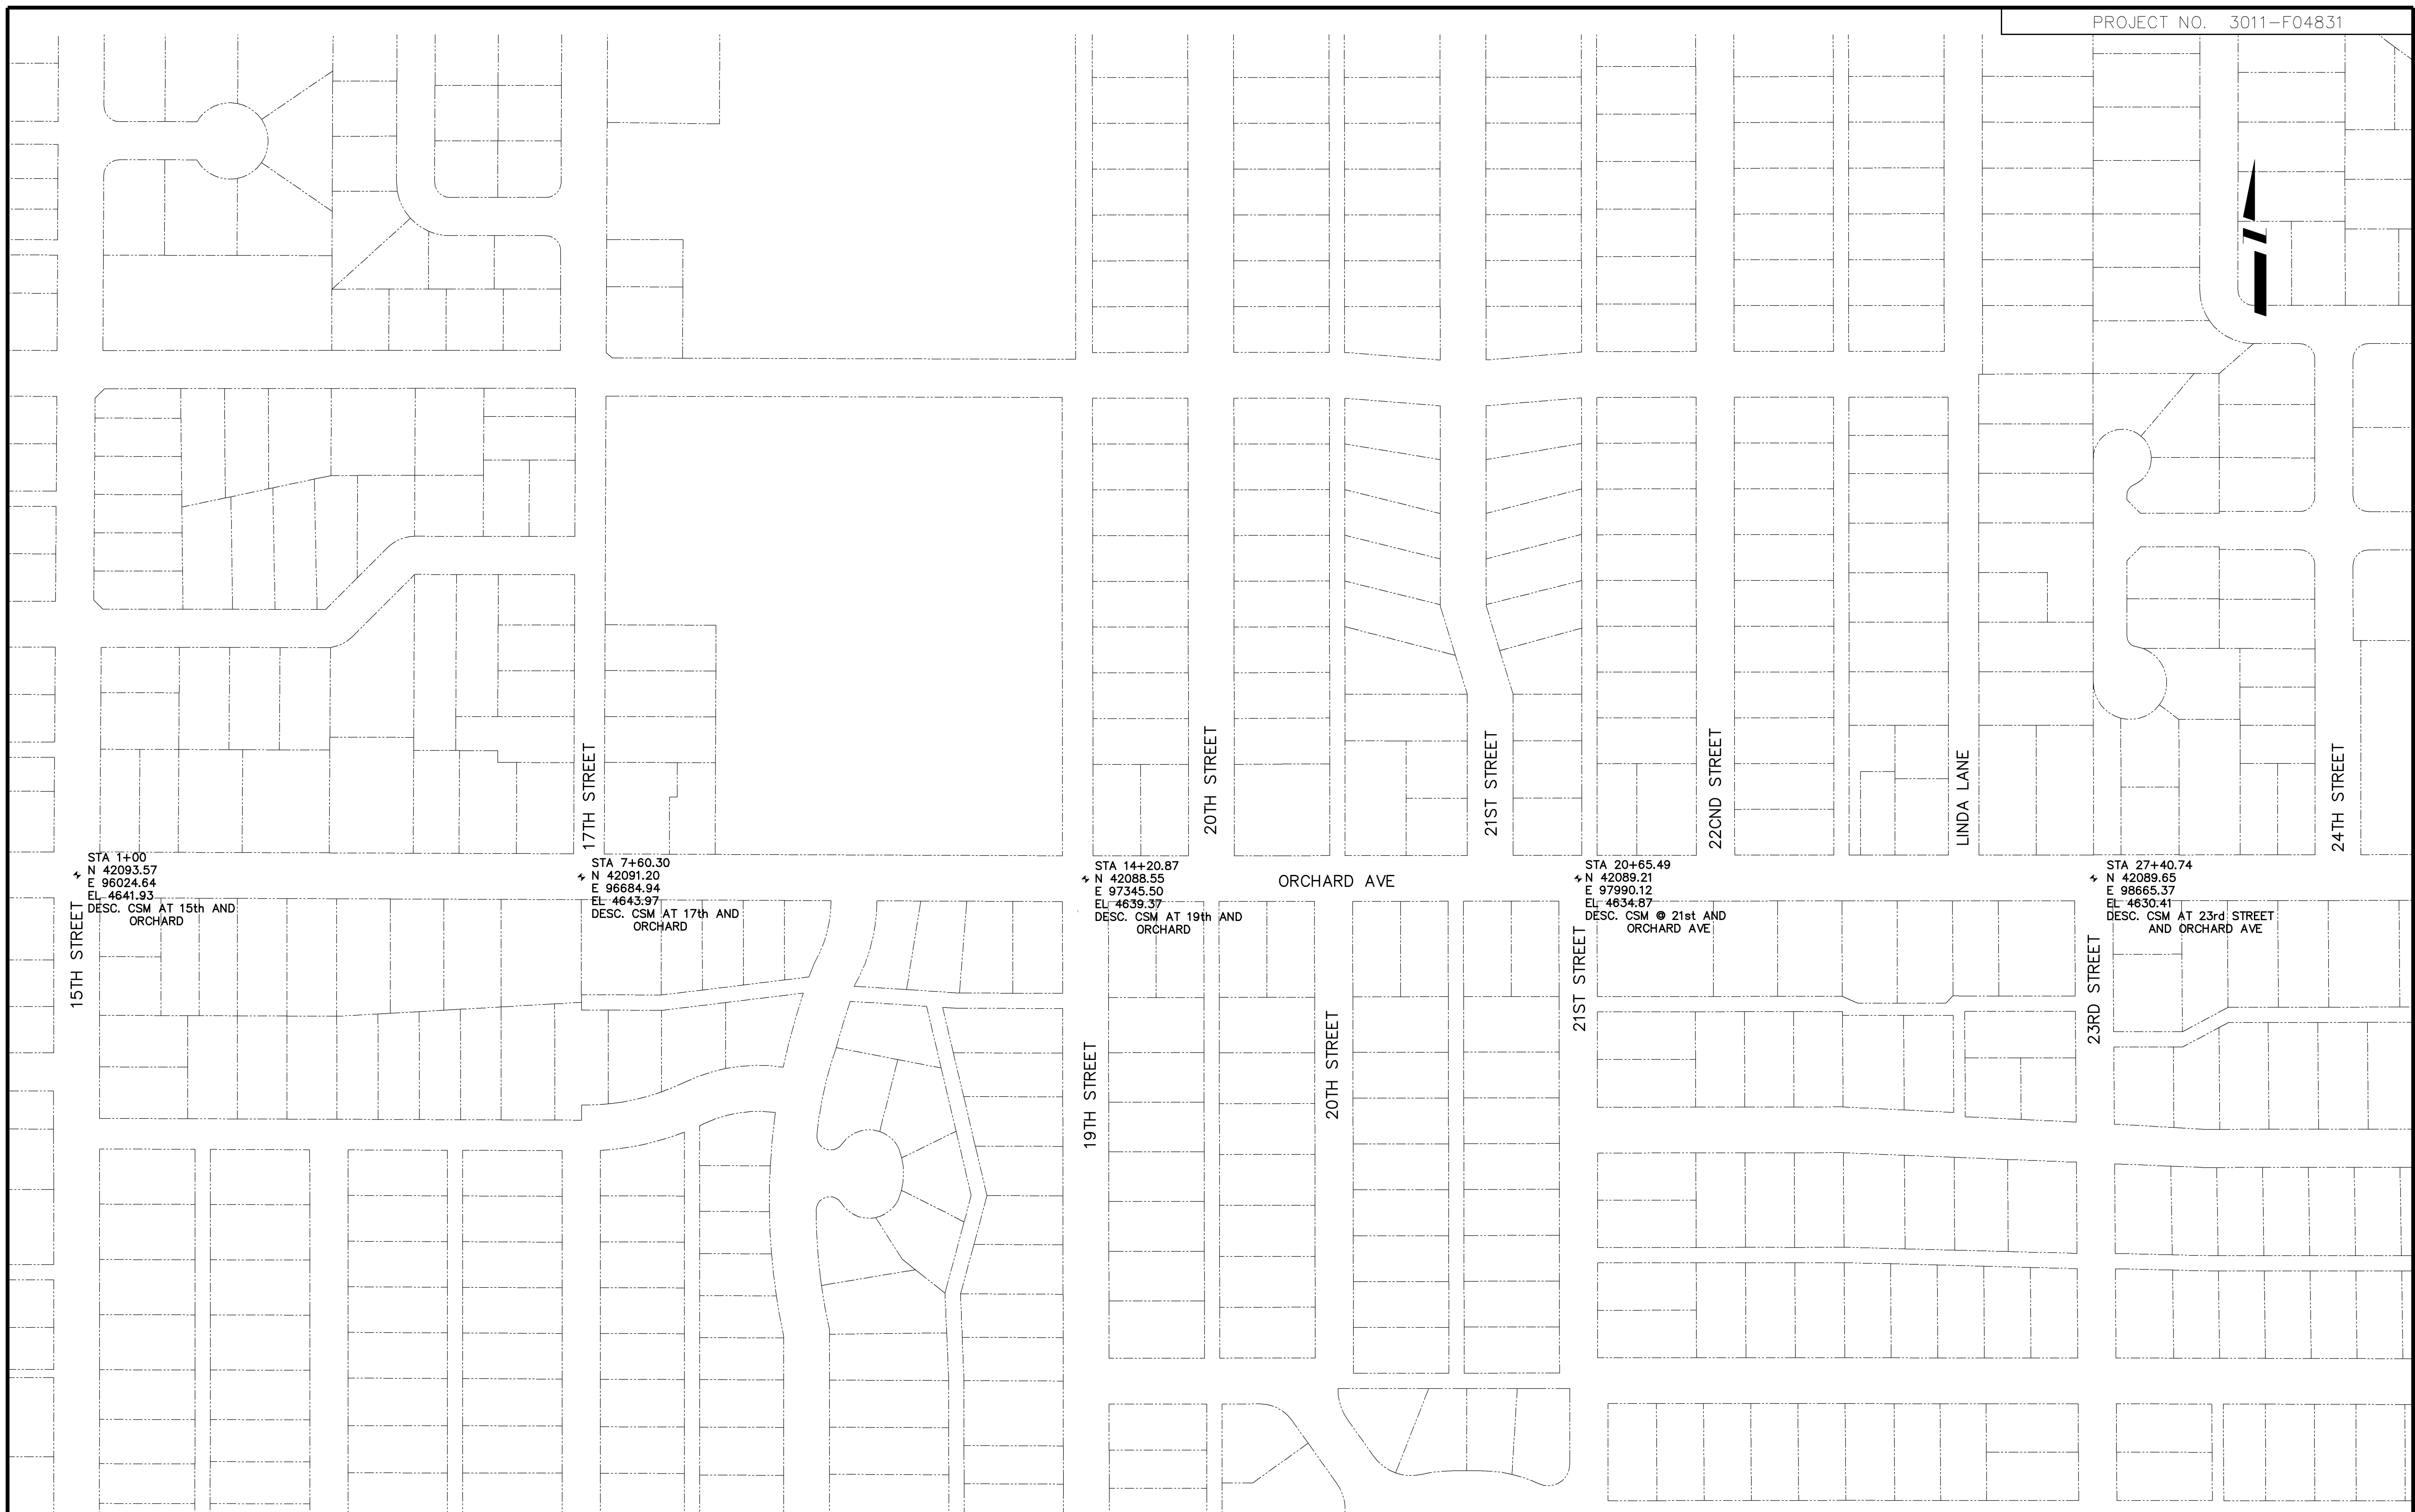 PROJECT NO. 3011-F04831
17TH STREET
20TH STREET
21ST STREET
22CND STREET
LINDA LANE
24TH STREET
STA 1+00
N 42093.57
E 96024.64
EL 4641.93
DESC. CSM AT 15th AND
ORCHARD
STA 7+60.30
N 42091.20
E 96684.94
EL 4643.97
DESC. CSM AT 17th AND
ORCHARD
STA 14+20.87
N 42088.55
E 97345.50
EL 4639.37
DESC. CSM AT 19th AND
ORCHARD
ORCHARD AVE
STA 20+65.49
N 42089.21
E 97990.12
EL 4634.87
DESC. CSM @ 21st AND
ORCHARD AVE
STA 27+40.74
N 42089.65
E 98665.37
EL 4630.41
DESC. CSM AT 23rd STREET
AND ORCHARD AVE
15TH STREET
19TH STREET
20TH STREET
21ST STREET
23RD STREET